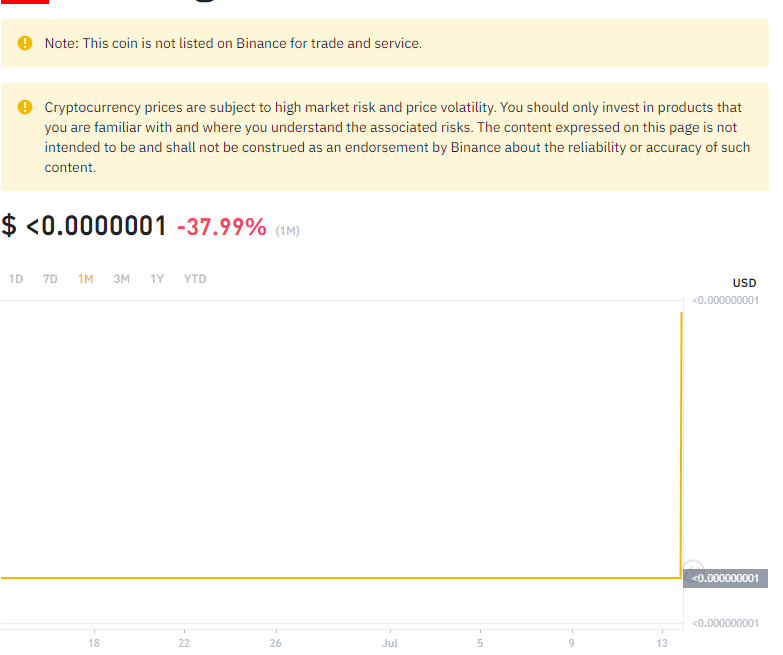 Note: This coin is not listed on Binance for trade and service.
Cryptocurrency prices are subject to high market risk and price volatility. You should only invest in products that
you are familiar with and where you understand the associated risks. The content expressed on this page is not
intended to be and shall not be construed as an endorsement by Binance about the reliability or accuracy of such
content.
$ <0.0000001 -37.99% (1M)
1D 7D 1M 3M 1Y YTD
USD
<0.000000001
<0.000000001
<0.000000001
18 22 26 Jul 5 9 13